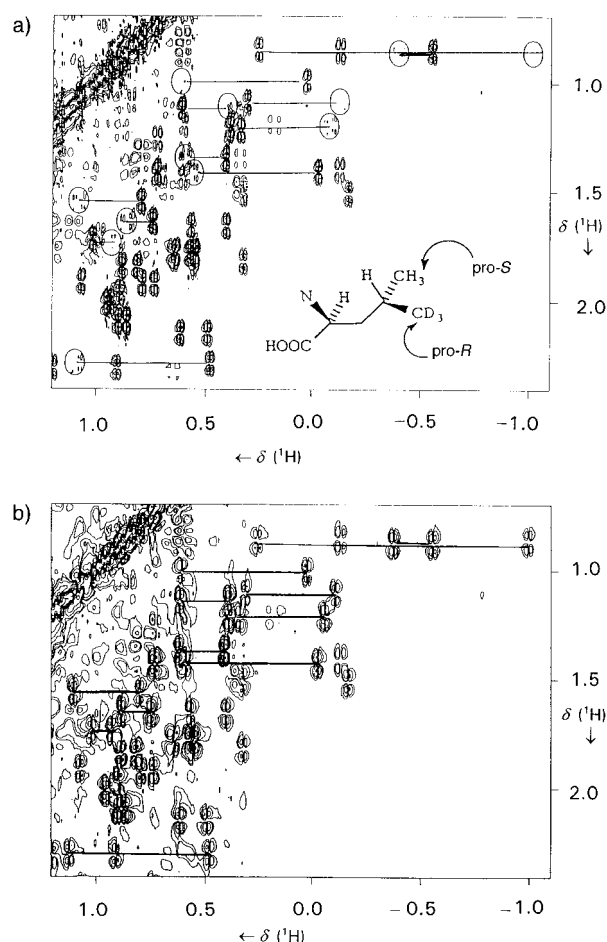 a)
1.0
1.5
δ (¹H)
↓
2.0
N
H
H
CH₃
pro-S
HOOC
CD₃
pro-R
1.0 0.5 0.0 −0.5 −1.0
← δ (¹H)
b)
1.0
1.5
δ (¹H)
↓
2.0
1.0 0.5 0.0 −0.5 −1.0
← δ (¹H)